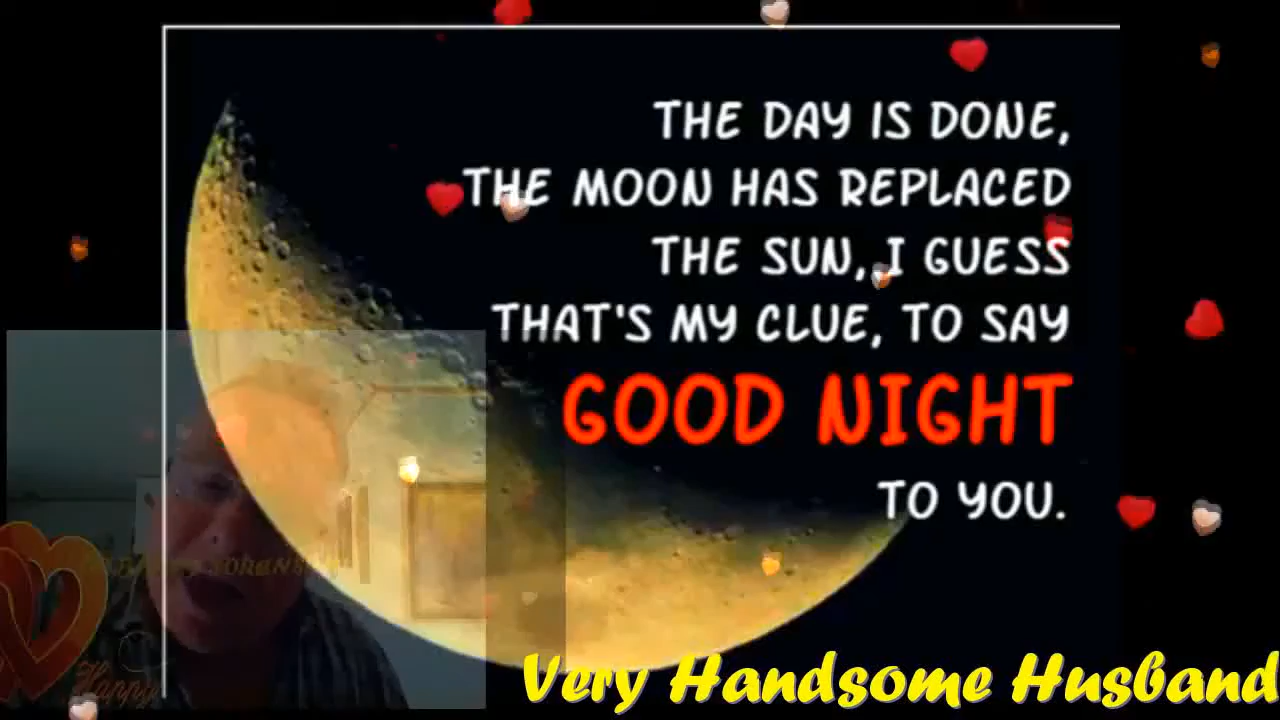 THE DAY IS DONE,
THE MOON HAS REPLACED
THE SUN, I GUESS
THAT'S MY CLUE, TO SAY
GOOD NIGHT
TO YOU.
Very Handsome Husband
Happy